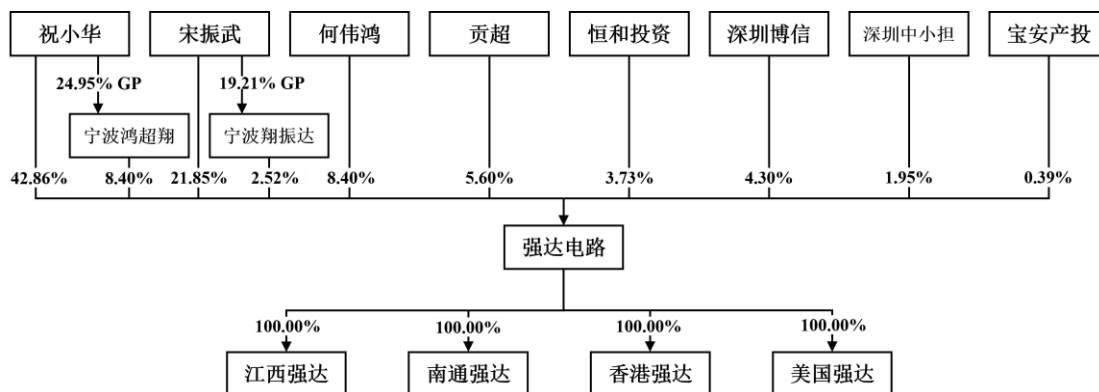 祝小华 宋振武 何伟鸿 贡超 恒和投资 深圳博信 深圳中小担 宝安产投
24.95% GP 19.21% GP
宁波鸿超翔 宁波翔振达
42.86% 8.40% 21.85% 2.52% 8.40% 5.60% 3.73% 4.30% 1.95% 0.39%
强达电路
100.00% 100.00% 100.00% 100.00%
江西强达 南通强达 香港强达 美国强达